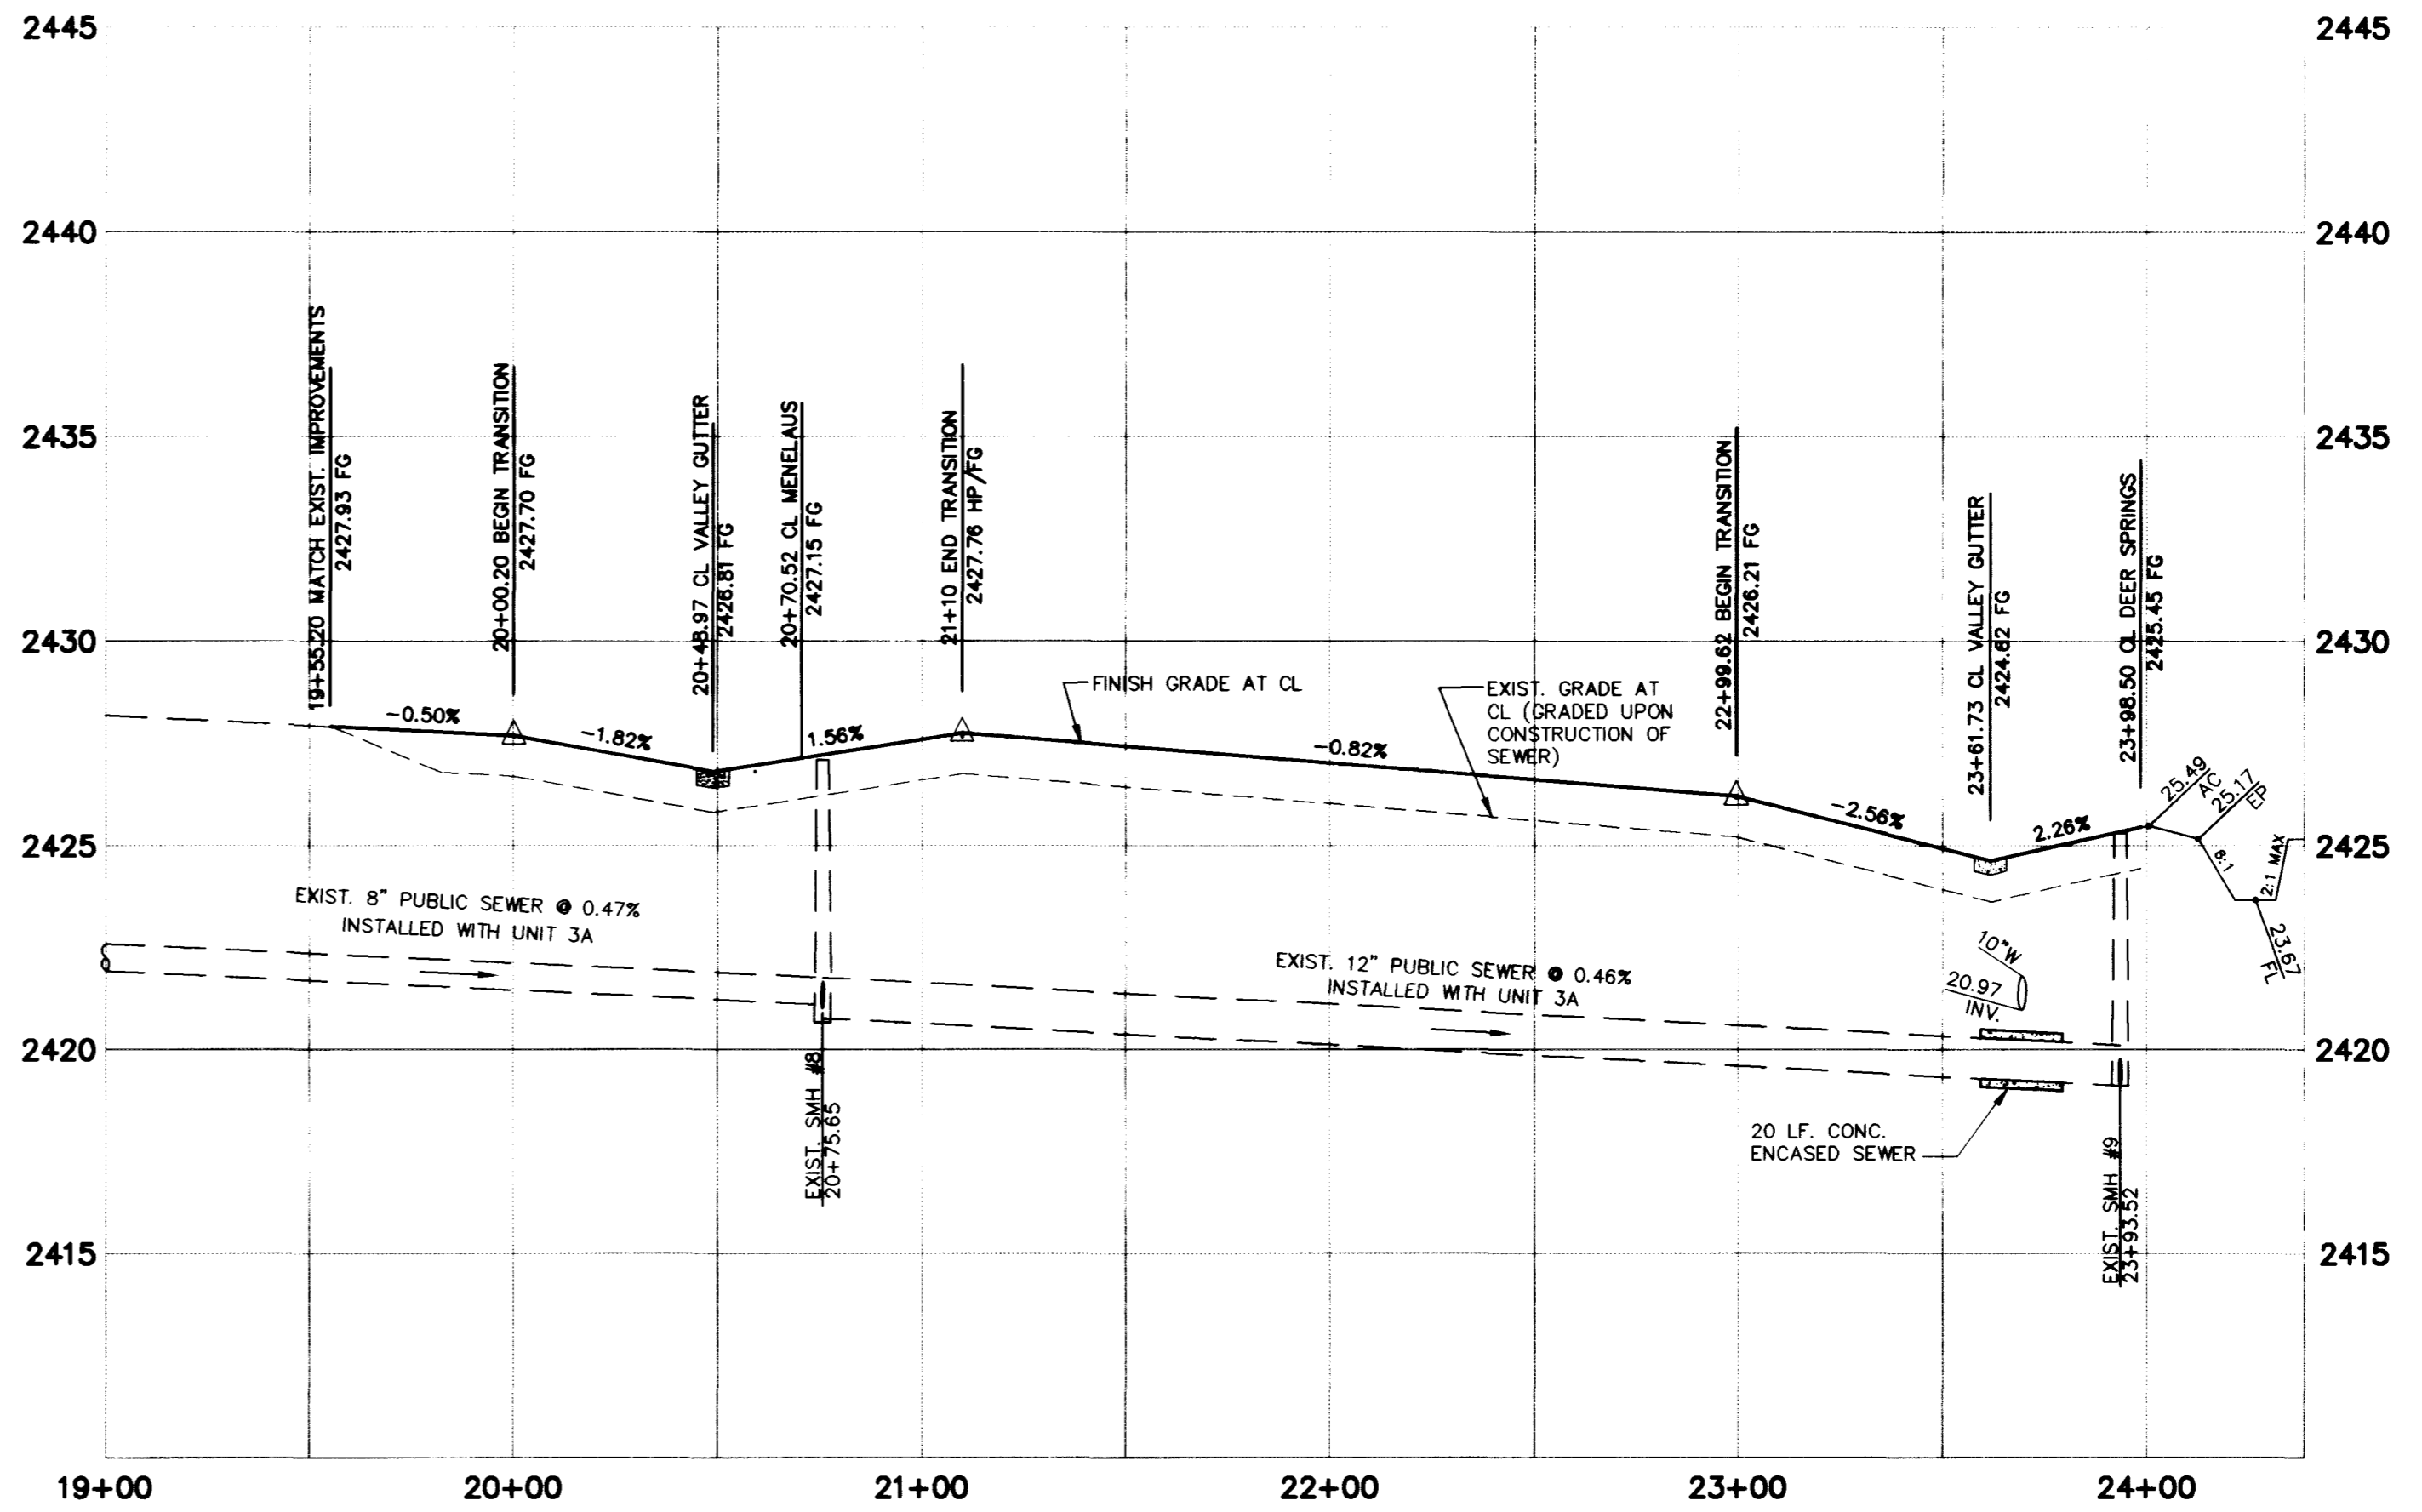 2445
2445
2440
2440
2435
2435
2430
2430
2425
2425
2420
2420
2415
2415
19+55.20 MATCH EXIST. IMPROVEMENTS
2427.93 FG
20+00.20 BEGIN TRANSITION
2427.70 FG
20+48.97 CL VALLEY GUTTER
2426.81 FG
20+70.52 CL MENELAUS
2427.15 FG
21+10 END TRANSITION
2427.76 HP/FG
22+99.62 BEGIN TRANSITION
2426.21 FG
23+61.73 CL VALLEY GUTTER
2424.62 FG
23+98.50 CL DEER SPRINGS
2425.45 FG
-0.50%
-1.82%
1.56%
FINISH GRADE AT CL
-0.82%
EXIST. GRADE AT
CL (GRADED UPON
CONSTRUCTION OF
SEWER)
-2.56%
2.26%
25.49
AC
25.17
EP
6:1
2:1 MAX
23.67
FL
EXIST. 8" PUBLIC SEWER @ 0.47%
INSTALLED WITH UNIT 3A
EXIST. 12" PUBLIC SEWER @ 0.46%
INSTALLED WITH UNIT 3A
10"W
20.97
INV.
EXIST. SMH #8
20+75.65
20 LF. CONC.
ENCASED SEWER
EXIST. SMH #9
23+93.52
19+00
20+00
21+00
22+00
23+00
24+00